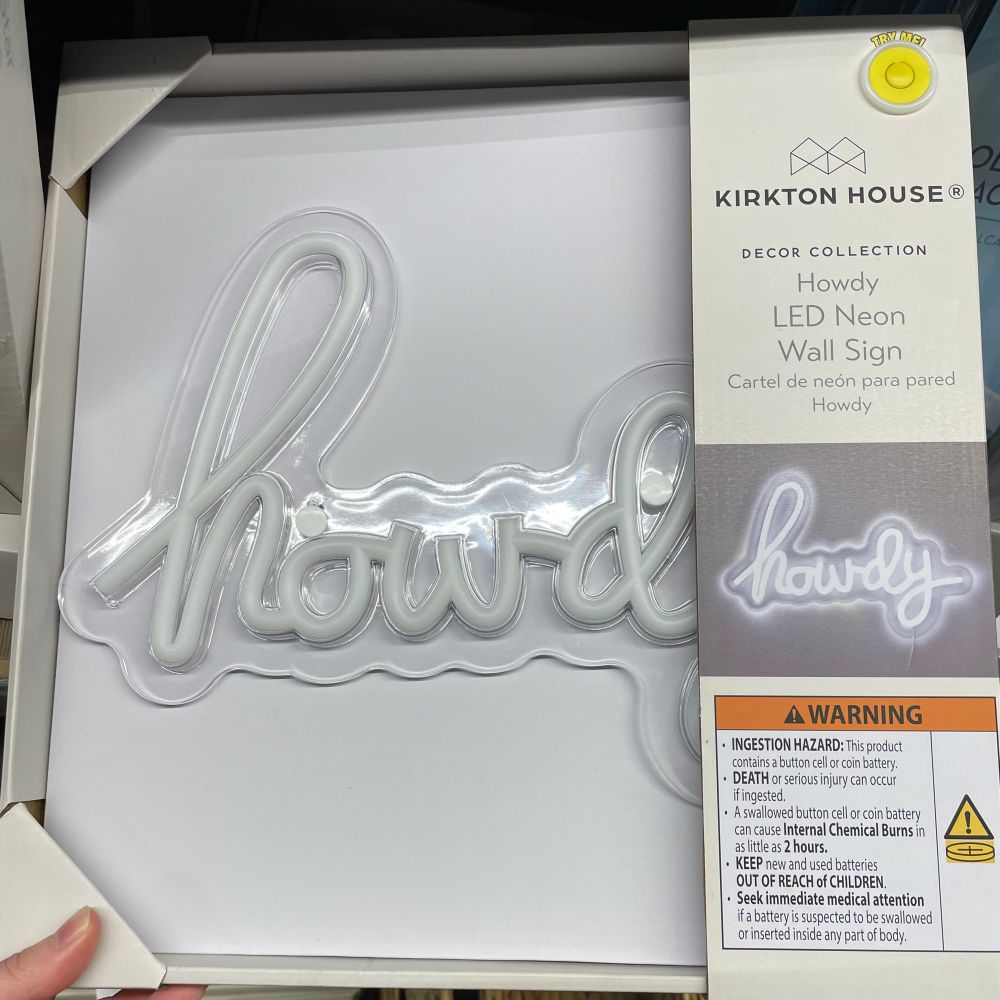 TRY ME!
KIRKTON HOUSE®
DECOR COLLECTION
Howdy
LED Neon
Wall Sign
Cartel de neón para pared
Howdy
howd
howdy
WARNING
• INGESTION HAZARD: This product
contains a button cell or coin battery.
• DEATH or serious injury can occur
if ingested.
• A swallowed button cell or coin battery
can cause Internal Chemical Burns in
as little as 2 hours.
• KEEP new and used batteries
OUT OF REACH of CHILDREN.
• Seek immediate medical attention
if a battery is suspected to be swallowed
or inserted inside any part of body.